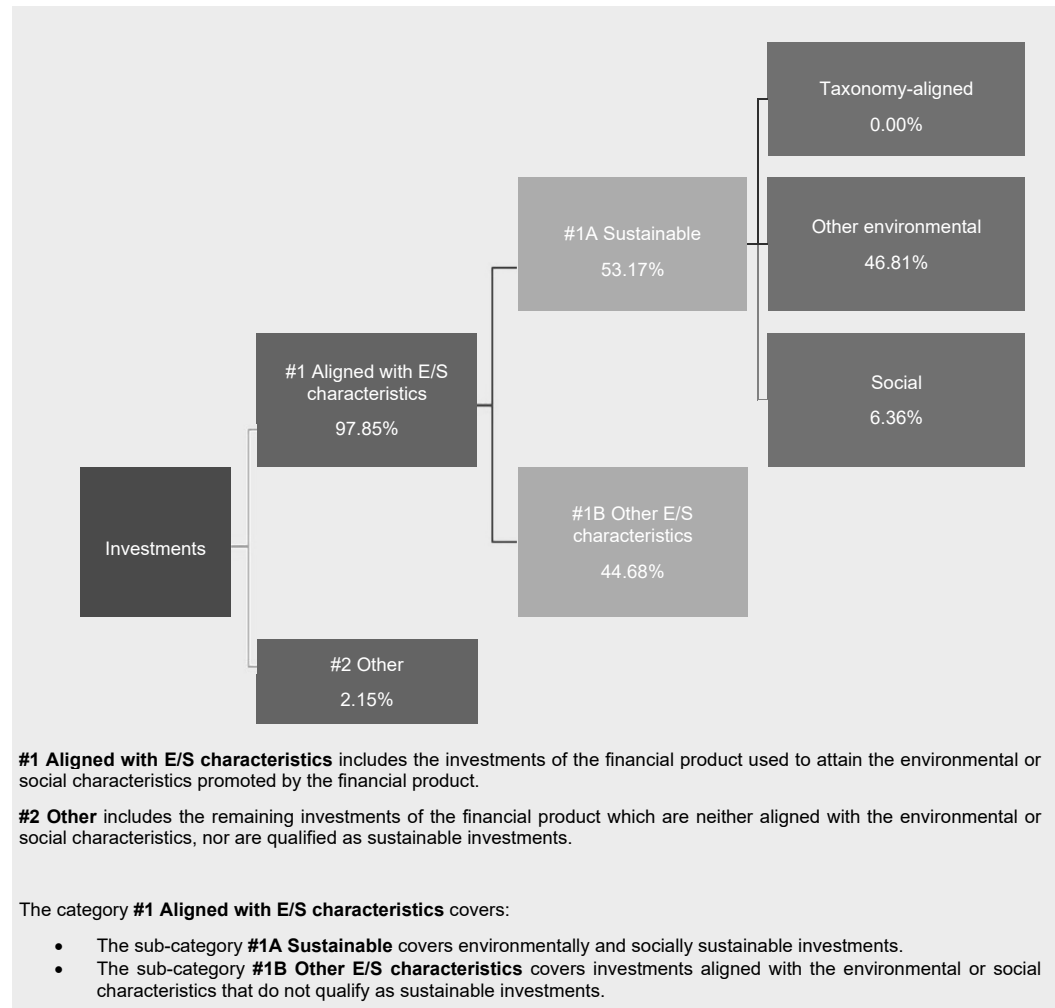 Taxonomy-aligned
0.00%
#1A Sustainable
53.17%
Other environmental
46.81%
#1 Aligned with E/S
characteristics
97.85%
Social
6.36%
Investments
#1B Other E/S
characteristics
44.68%
#2 Other
2.15%
#1 Aligned with E/S characteristics includes the investments of the financial product used to attain the environmental or
social characteristics promoted by the financial product.
#2 Other includes the remaining investments of the financial product which are neither aligned with the environmental or
social characteristics, nor are qualified as sustainable investments.
The category #1 Aligned with E/S characteristics covers:
• The sub-category #1A Sustainable covers environmentally and socially sustainable investments.
• The sub-category #1B Other E/S characteristics covers investments aligned with the environmental or social
characteristics that do not qualify as sustainable investments.